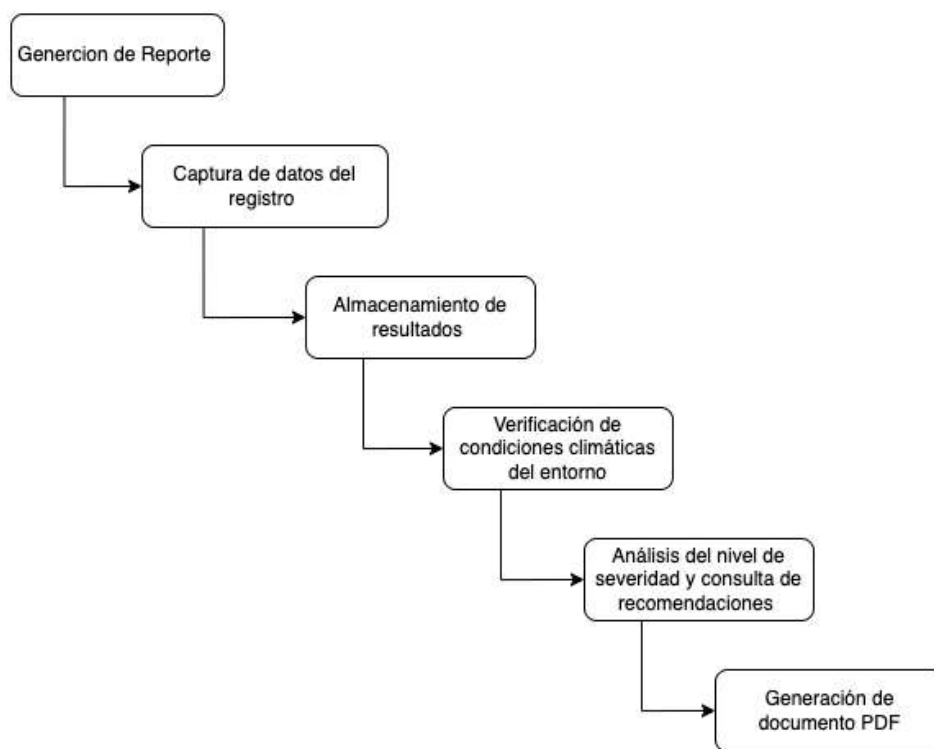 Genercion de Reporte
Captura de datos del
registro
Almacenamiento de
resultados
Verificación de
condiciones climáticas
del entorno
Análisis del nivel de
severidad y consulta de
recomendaciones
Generación de
documento PDF